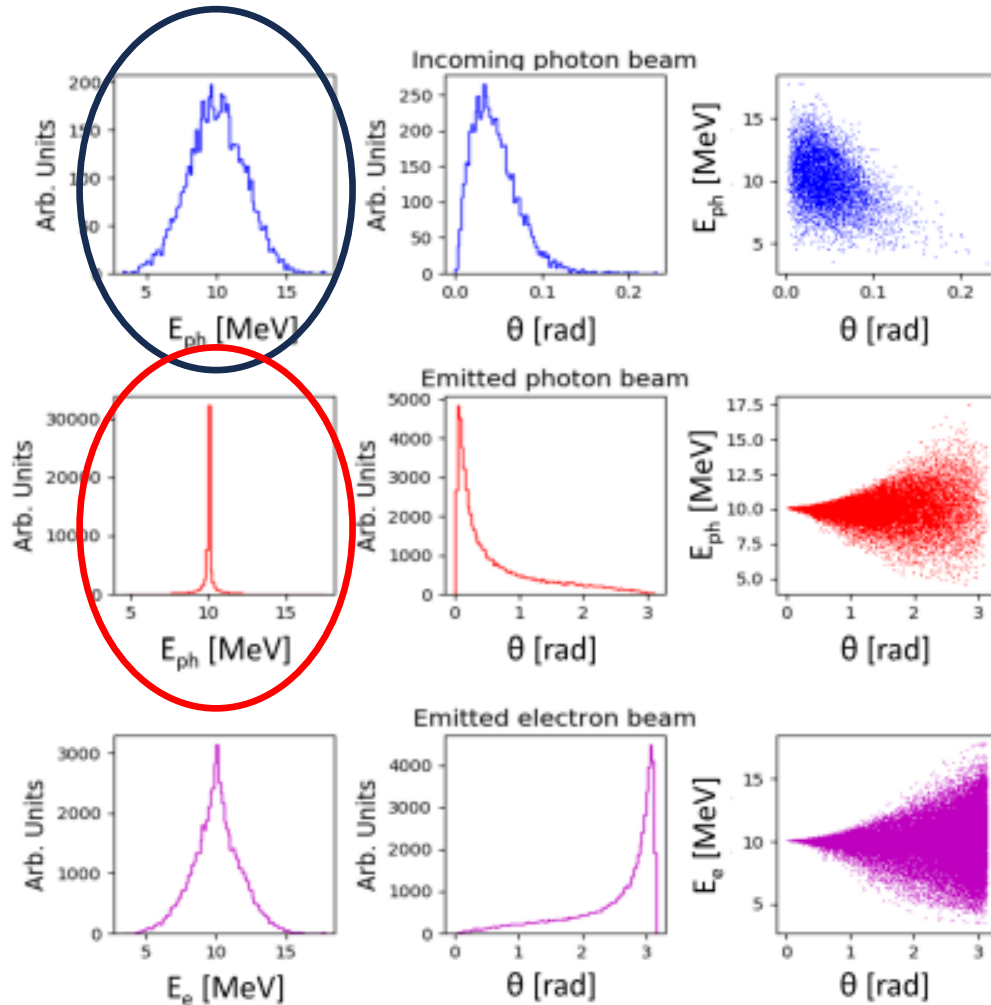 Incoming photon beam
200
150
100
50
0
Arb. Units
5 10 15
E_ph [MeV]
250
200
150
100
50
0
Arb. Units
0.0 0.1 0.2
θ [rad]
15
10
5
E_ph [MeV]
0.0 0.1 0.2
θ [rad]
Emitted photon beam
30000
20000
10000
0
Arb. Units
5 10 15
E_ph [MeV]
5000
4000
3000
2000
1000
0
Arb. Units
0 1 2 3
θ [rad]
17.5
15.0
12.5
10.0
7.5
5.0
E_ph [MeV]
0 1 2 3
θ [rad]
Emitted electron beam
3000
2000
1000
0
Arb. Units
5 10 15
E_e [MeV]
4000
3000
2000
1000
0
Arb. Units
0 1 2 3
θ [rad]
15
10
5
E_e [MeV]
0 1 2 3
θ [rad]